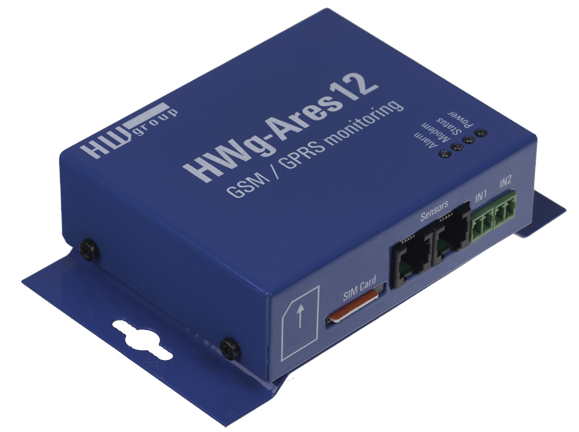 HW
group
HWg-Ares12
GSM / GPRS monitoring
Power
Status
Modem
Alarm
Sensors
IN1
IN2
SIM Card